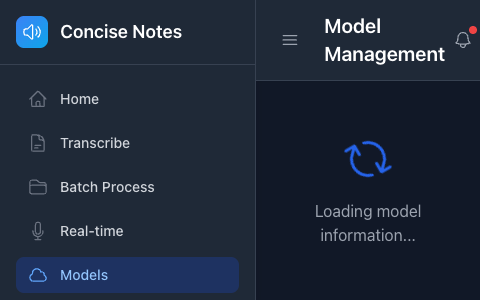 Concise Notes
Home
Transcribe
Batch Process
Real-time
Models
Model
Management
Loading model
information...